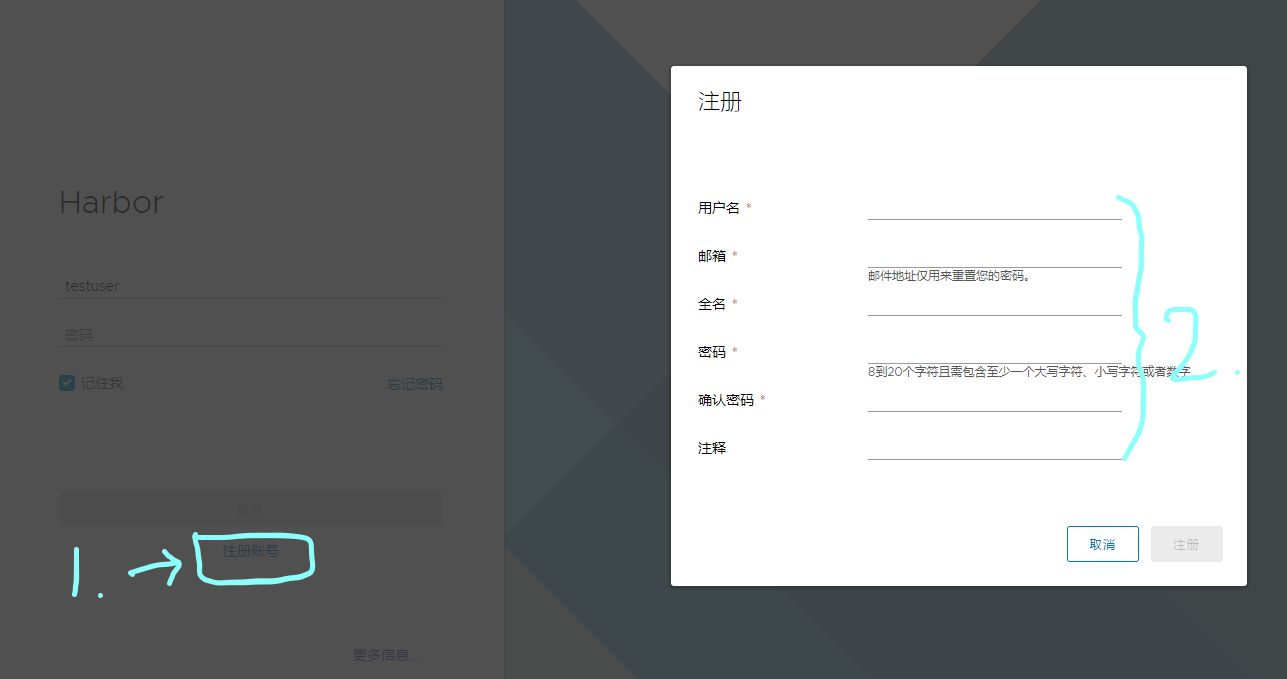 Harbor
testuser
密码
记住我
忘记密码
登录
注册账号
1.
更多信息...
注册
用户名 *
邮箱 *
邮件地址仅用来重置您的密码。
全名 *
密码 *
8到20个字符且需包含至少一个大写字符、小写字符或者数字
确认密码 *
注释
2.
取消
注册